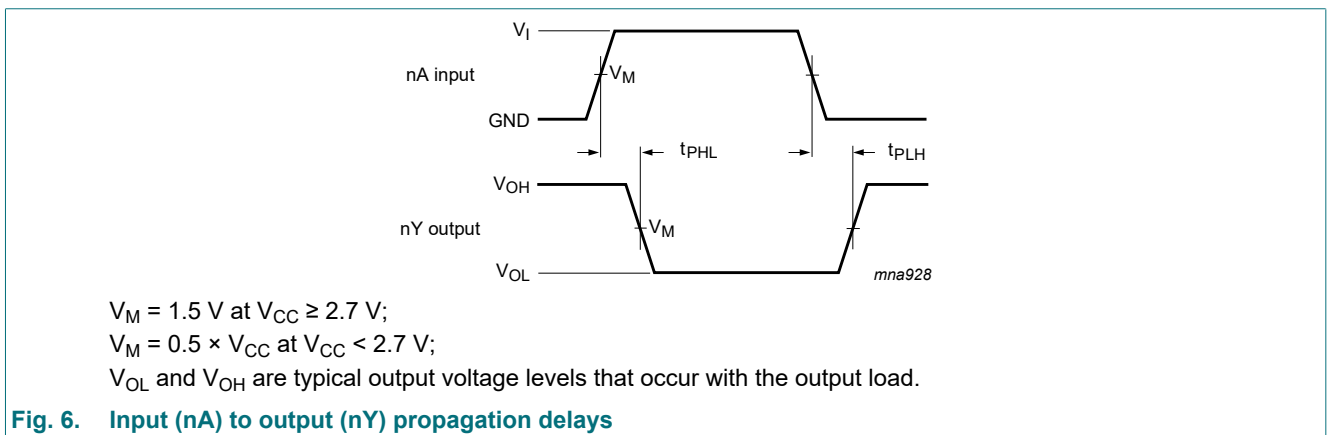 V_I
nA input
V_M
GND
t_PHL
t_PLH
V_OH
nY output
V_M
V_OL
mna928
V_M = 1.5 V at V_CC ≥ 2.7 V;
V_M = 0.5 × V_CC at V_CC < 2.7 V;
V_OL and V_OH are typical output voltage levels that occur with the output load.
Fig. 6. Input (nA) to output (nY) propagation delays